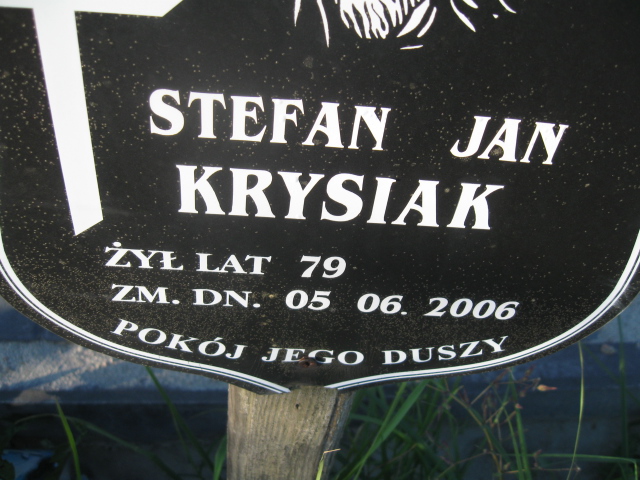 STEFAN JAN
KRYSIAK
ŻYŁ LAT 79
ZM. DN. 05 06. 2006
POKÓJ JEGO DUSZY